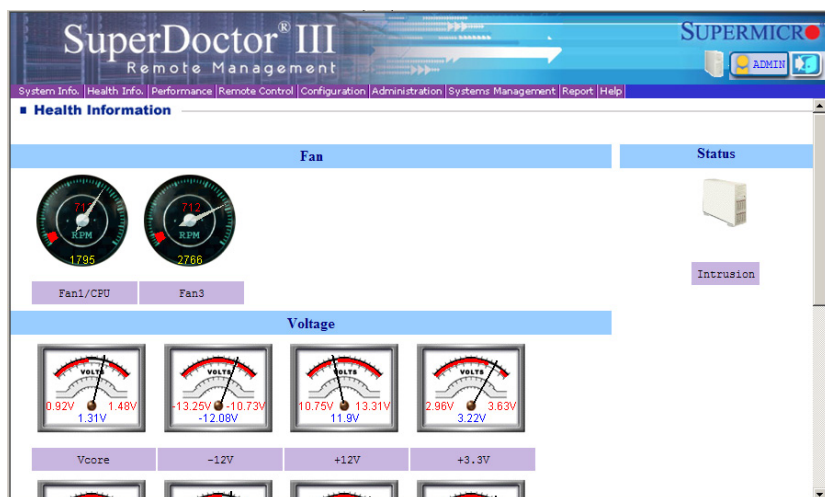 SuperDoctor® III
Remote Management
SUPERMICRO
ADMIN
System Info. Health Info. Performance Remote Control Configuration Administration Systems Management Report Help
Health Information
Fan
Status
711
RPM
1795
712
RPM
2766
Fan1/CPU
Fan3
Intrusion
Voltage
VOLTS
0.92V 1.48V
1.31V
VOLTS
-13.25V -10.73V
-12.08V
VOLTS
10.75V 13.31V
11.9V
VOLTS
2.96V 3.63V
3.22V
Vcore
-12V
+12V
+3.3V